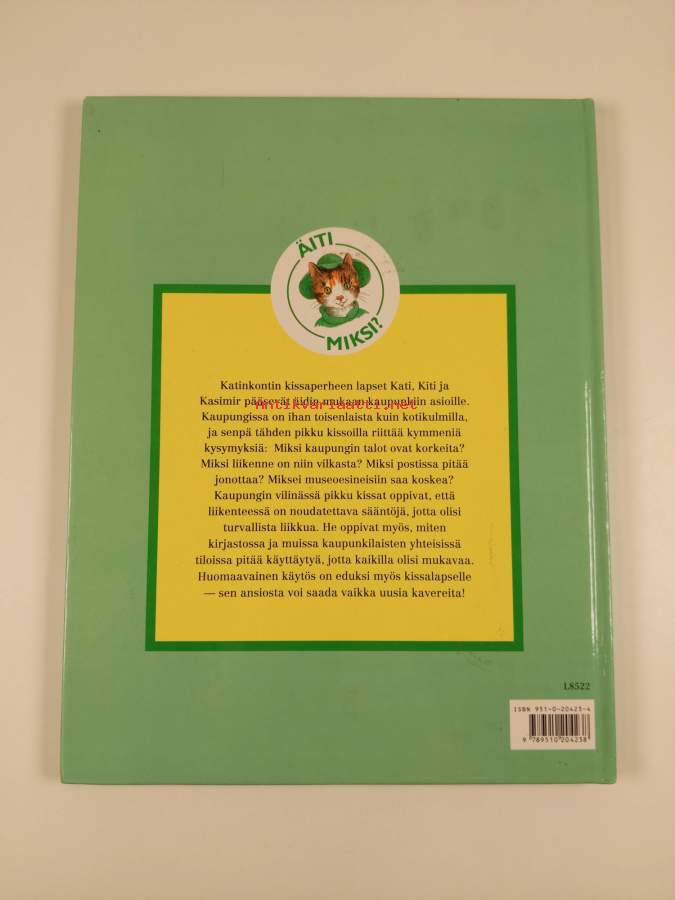 ÄITI
MIKSI?
Katinkontin kissaperheen lapset Kati, Kiti ja
Kasimir pääsevät äidin mukaan kaupunkiin asioille.
Antikvariaatti.net
Kaupungissa on ihan toisenlaista kuin kotikulmilla,
ja senpä tähden pikku kissoilla riittää kymmeniä
kysymyksiä: Miksi kaupungin talot ovat korkeita?
Miksi liikenne on niin vilkasta? Miksi postissa pitää
jonottaa? Miksei museoesineisiin saa koskea?
Kaupungin vilinässä pikku kissat oppivat, että
liikenteessä on noudatettava sääntöjä, jotta olisi
turvallista liikkua. He oppivat myös, miten
kirjastossa ja muissa kaupunkilaisten yhteisissä
tiloissa pitää käyttäytyä, jotta kaikilla olisi mukavaa.
Huomaavainen käytös on eduksi myös kissalapselle
— sen ansiosta voi saada vaikka uusia kavereita!
L8522
ISBN 951-0-20423-4
9 789510 204238